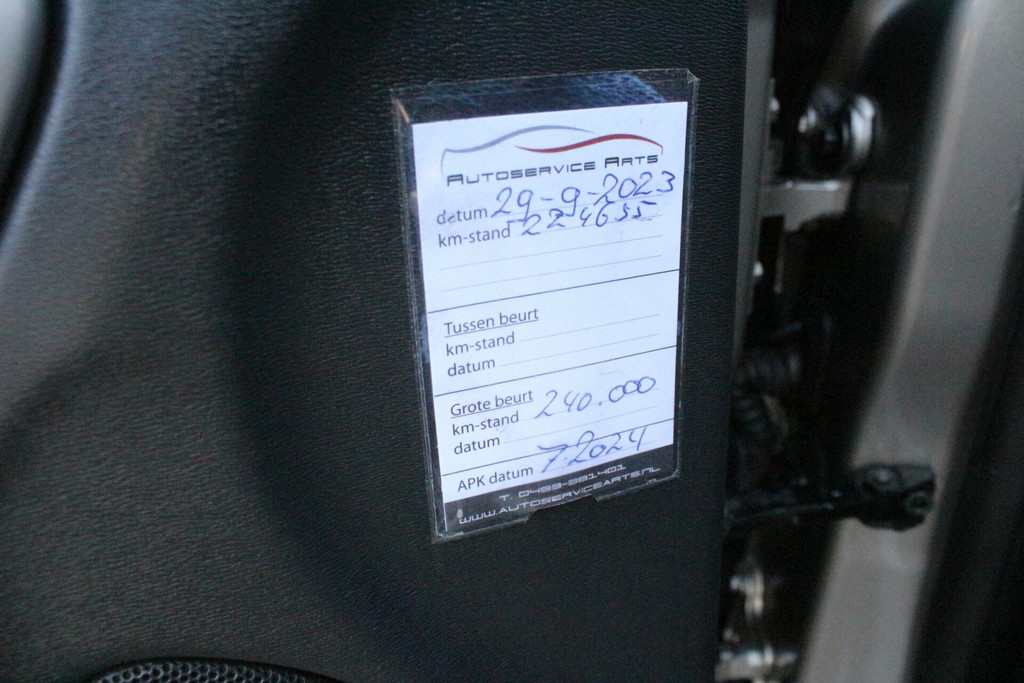 AUTOSERVICE ARTS
datum 29-9-2023
km-stand 224655
Tussen beurt
km-stand
datum
Grote beurt
km-stand 240.000
datum
APK datum 7-2024
T. 0493-381401
WWW.AUTOSERVICEARTS.NL